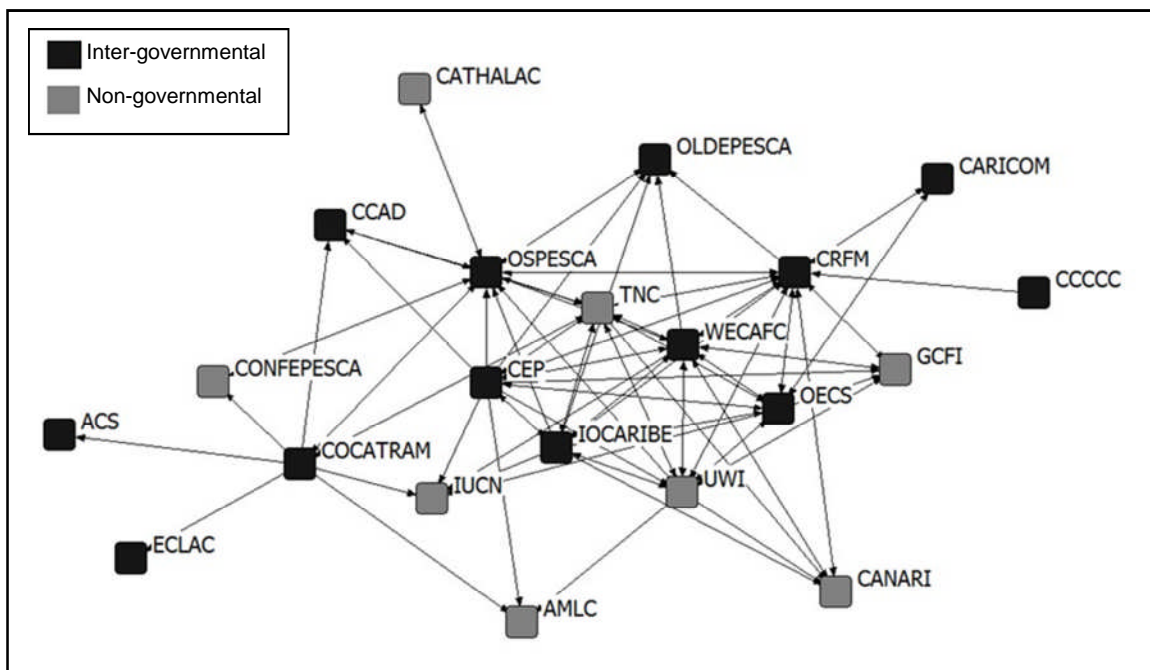 Inter-governmental
Non-governmental
CATHALAC
OLDEPESCA
CARICOM
CCAD
OSPESCA
CRFM
CCCCC
TNC
WECAFC
CONFEPESCA
CEP
GCFI
OECS
ACS
IOCARIBE
COCATRAM
IUCN
UWI
ECLAC
CANARI
AMLC